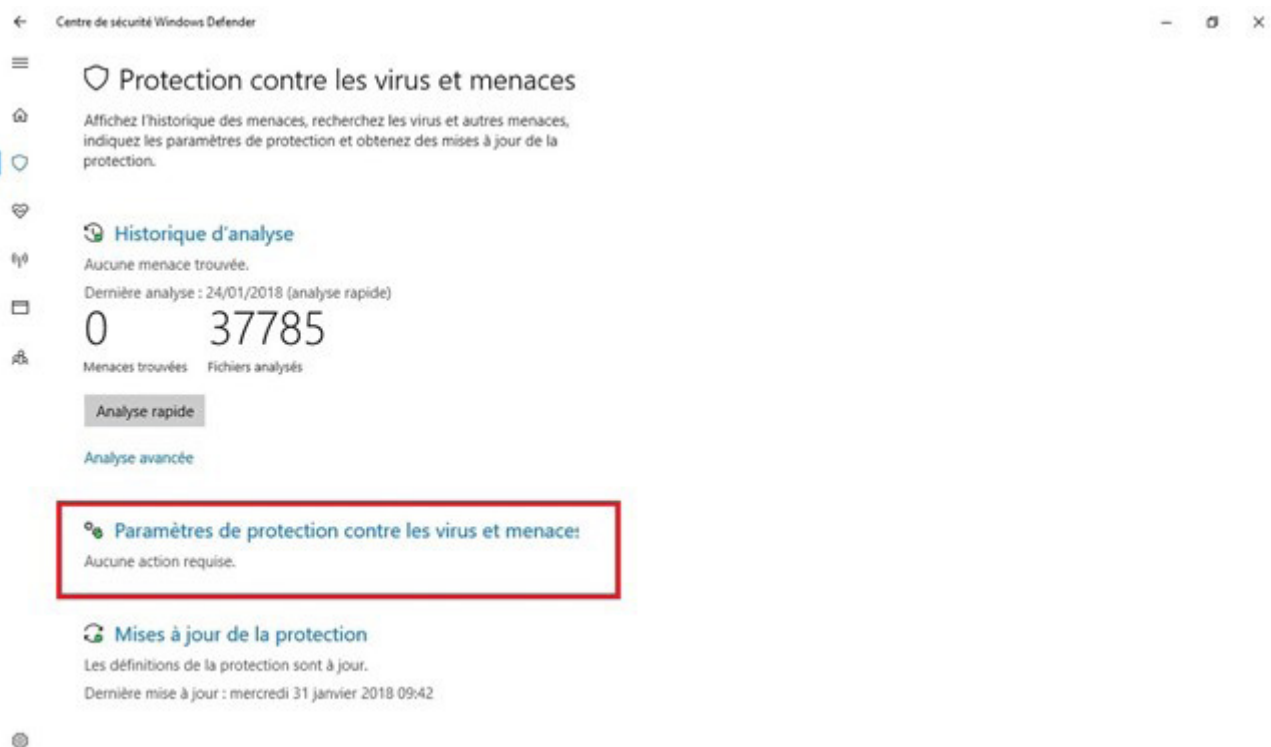 Centre de sécurité Windows Defender
Protection contre les virus et menaces
Affichez l'historique des menaces, recherchez les virus et autres menaces,
indiquez les paramètres de protection et obtenez des mises à jour de la
protection.
Historique d'analyse
Aucune menace trouvée.
Dernière analyse : 24/01/2018 (analyse rapide)
0 37785
Menaces trouvées Fichiers analysés
Analyse rapide
Analyse avancée
Paramètres de protection contre les virus et menaces
Aucune action requise.
Mises à jour de la protection
Les définitions de la protection sont à jour.
Dernière mise à jour : mercredi 31 janvier 2018 09:42